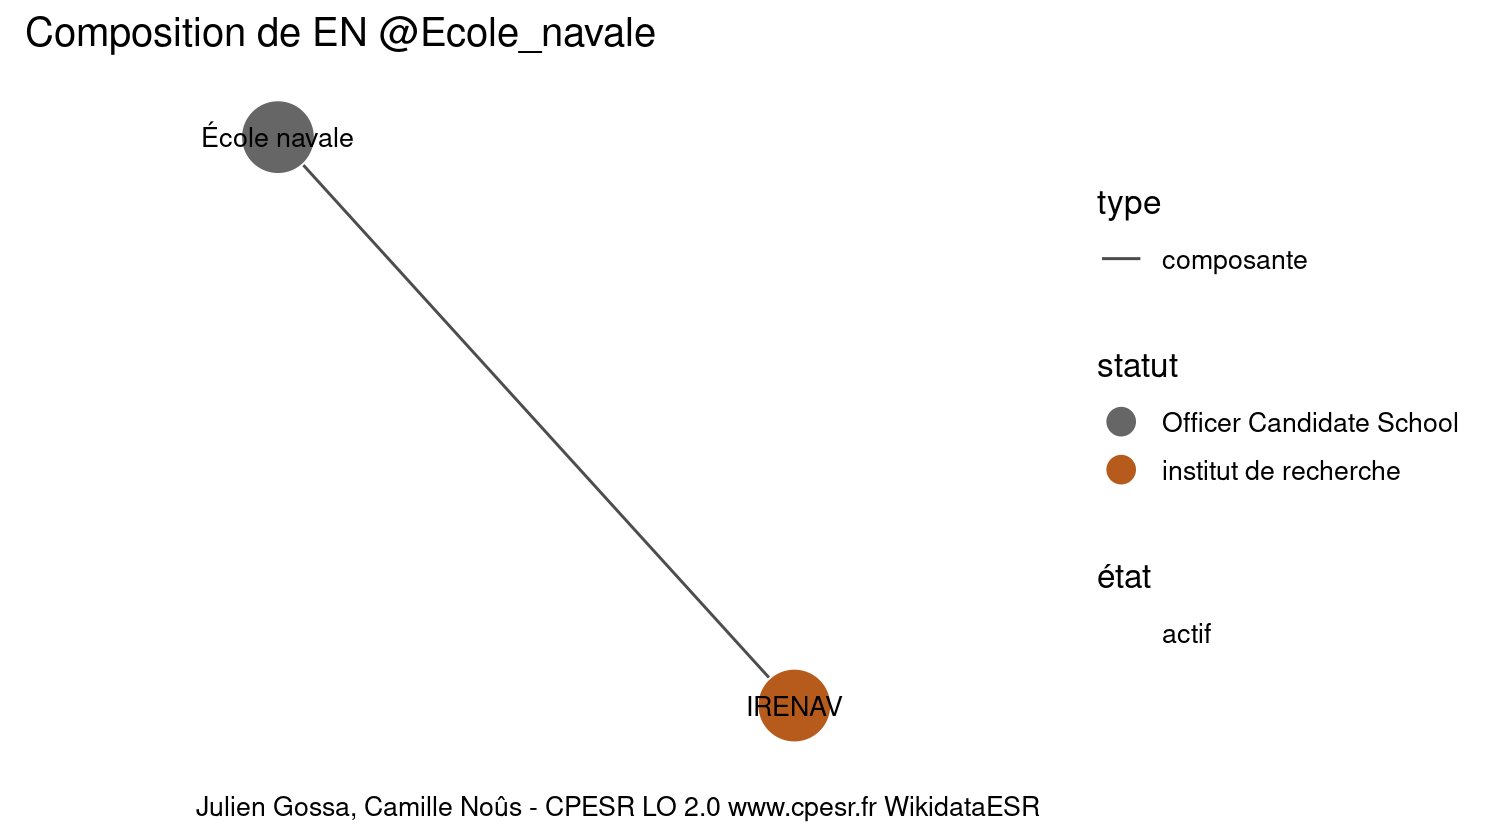 Composition de EN @Ecole_navale
École navale
IRENAV
type
composante
statut
Officer Candidate School
institut de recherche
état
actif
Julien Gossa, Camille Noûs - CPESR LO 2.0 www.cpesr.fr WikidataESR